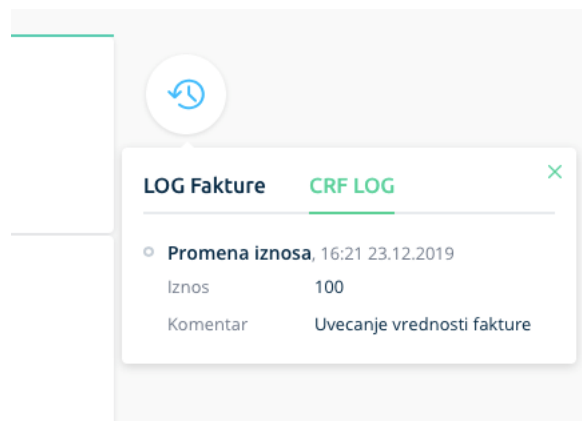 LOG Fakture CRF LOG
Promena iznosa, 16:21 23.12.2019
Iznos 100
Komentar Uvecanje vrednosti fakture